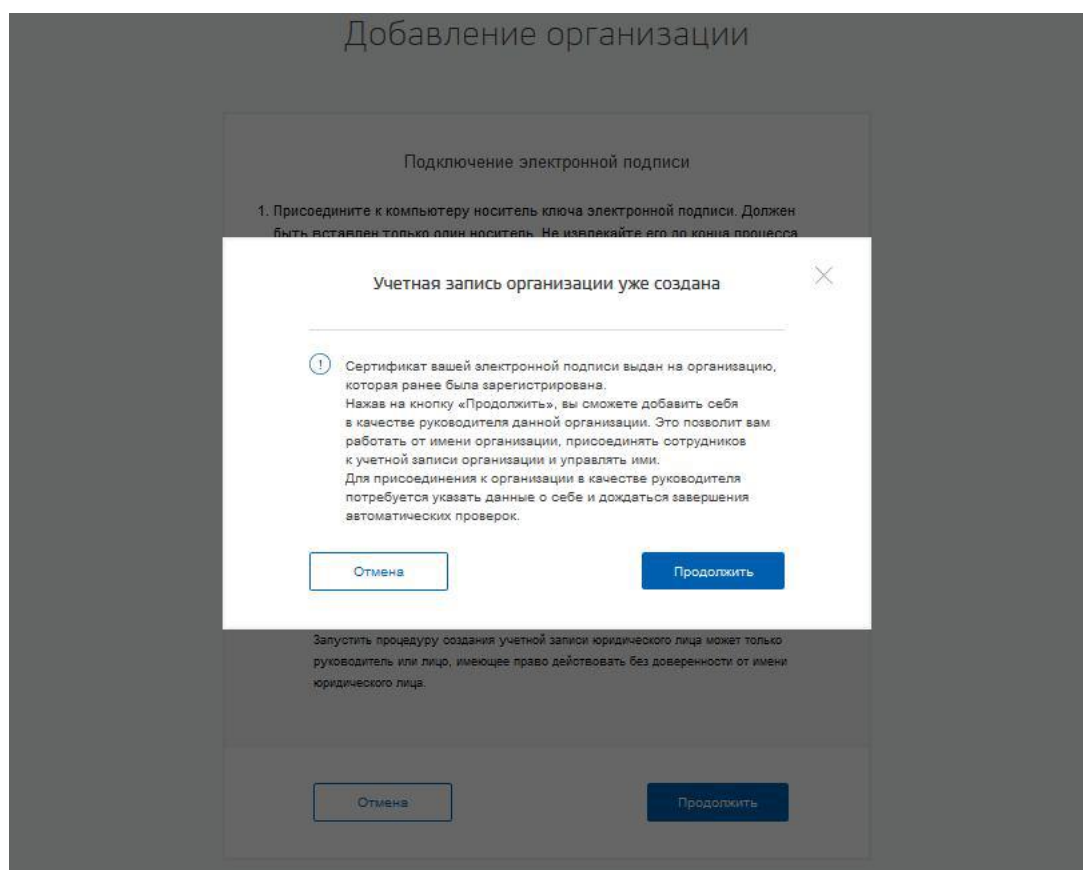 Добавление организации
Подключение электронной подписи
1. Присоедините к компьютеру носитель ключа электронной подписи. Должен
быть вставлен только один носитель. Не извлекайте его до конца процесса
Учетная запись организации уже создана
Сертификат вашей электронной подписи выдан на организацию,
которая ранее была зарегистрирована.
Нажав на кнопку «Продолжить», вы сможете добавить себя
в качестве руководителя данной организации. Это позволит вам
работать от имени организации, присоединять сотрудников
к учетной записи организации и управлять ими.
Для присоединения к организации в качестве руководителя
потребуется указать данные о себе и дождаться завершения
автоматических проверок.
Отмена
Продолжить
Запустить процедуру создания учетной записи юридического лица может только
руководитель или лицо, имеющее право действовать без доверенности от имени
юридического лица.
Отмена
Продолжить